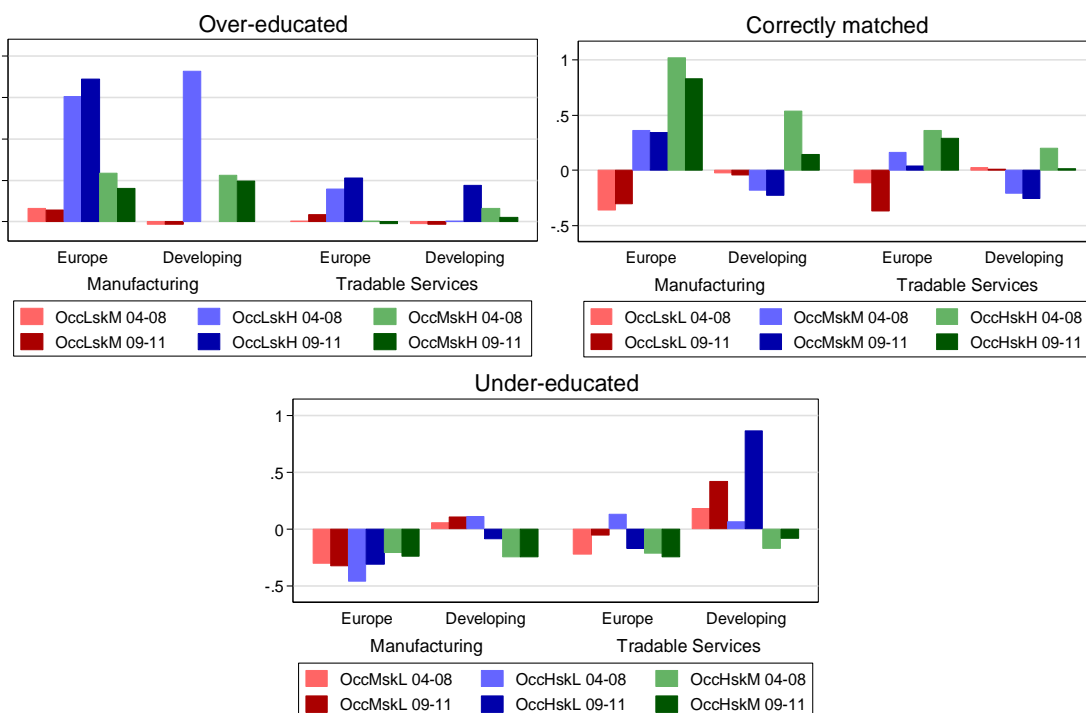 Over-educated
Europe Developing Europe Developing
Manufacturing Tradable Services
OccLskM 04-08 OccLskH 04-08 OccMskH 04-08
OccLskM 09-11 OccLskH 09-11 OccMskH 09-11
Correctly matched
1
.5
0
-.5
Europe Developing Europe Developing
Manufacturing Tradable Services
OccLskL 04-08 OccMskM 04-08 OccHskH 04-08
OccLskL 09-11 OccMskM 09-11 OccHskH 09-11
Under-educated
1
.5
0
-.5
Europe Developing Europe Developing
Manufacturing Tradable Services
OccMskL 04-08 OccHskL 04-08 OccHskM 04-08
OccMskL 09-11 OccHskL 09-11 OccHskM 09-11